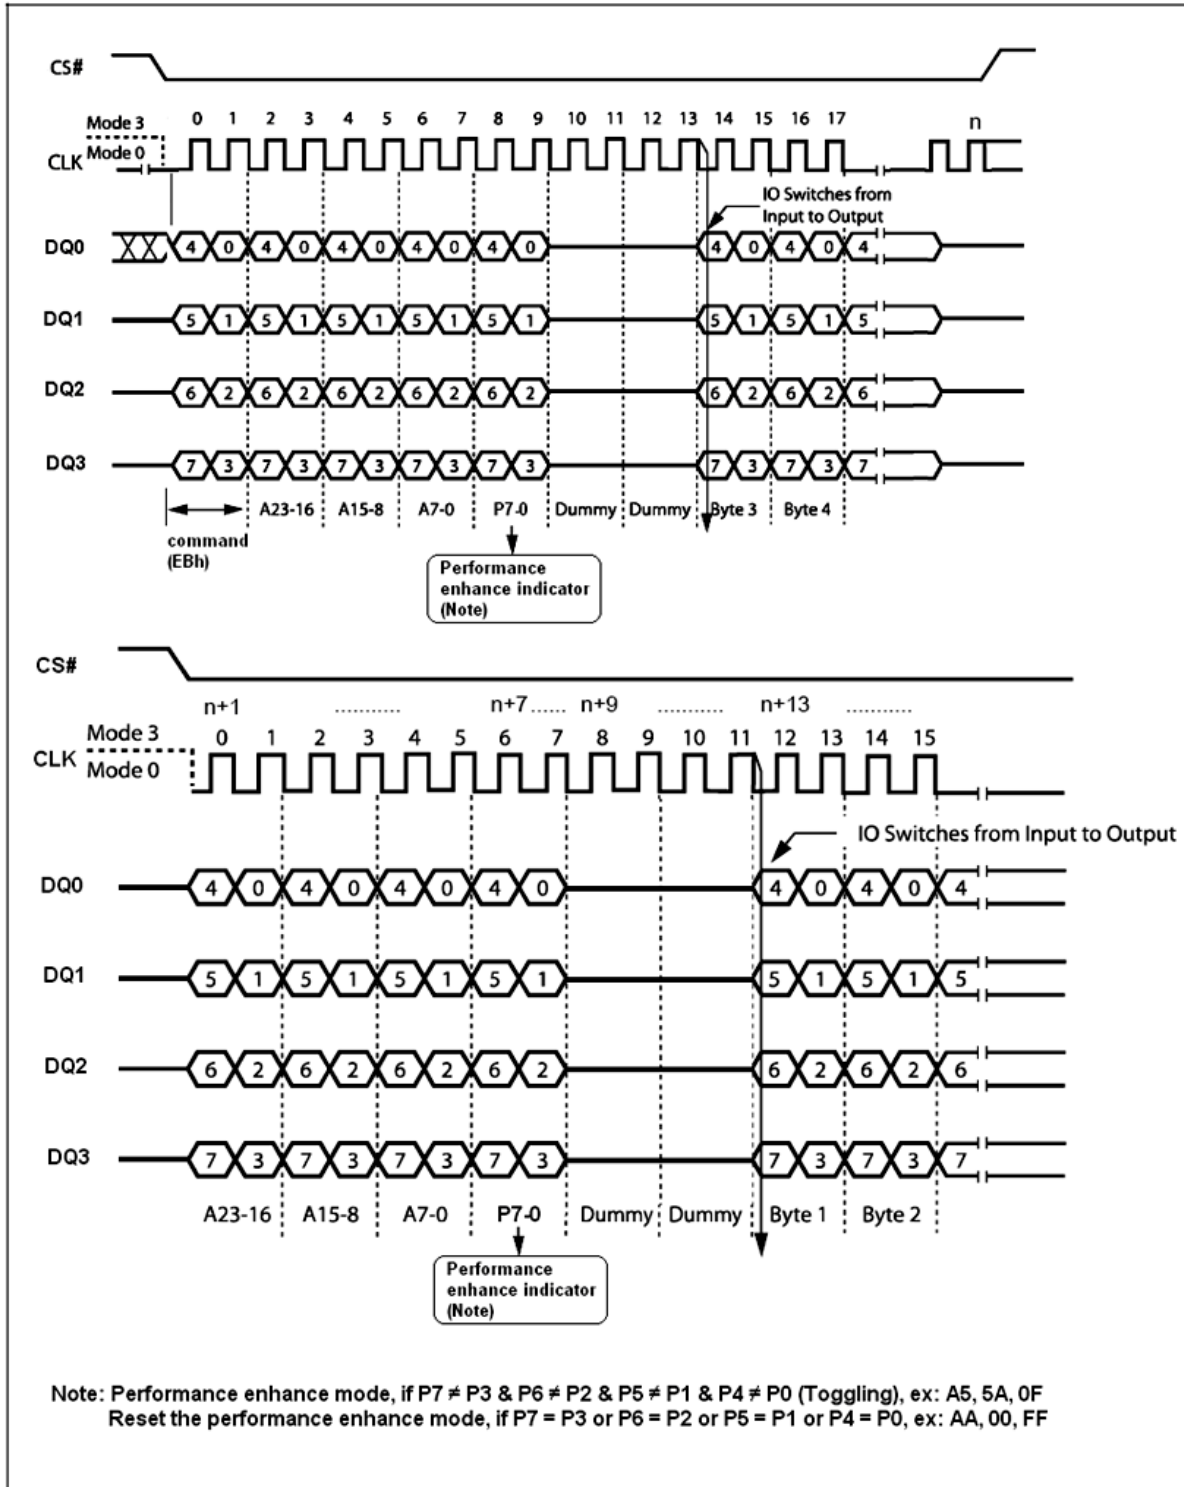 CS#
0 1 2 3 4 5 6 7 8 9 10 11 12 13 14 15 16 17 n
Mode 3
Mode 0
CLK
IO Switches from
Input to Output
DQ0 4 0 4 0 4 0 4 0 4 0 4 0 4 0 4
DQ1 5 1 5 1 5 1 5 1 5 1 5 1 5 1 5
DQ2 6 2 6 2 6 2 6 2 6 2 6 2 6 2 6
DQ3 7 3 7 3 7 3 7 3 7 3 7 3 7 3 7
A23-16 A15-8 A7-0 P7-0 Dummy Dummy Byte 3 Byte 4
command
(EBh)
Performance
enhance indicator
(Note)
CS#
n+1 ........... n+7 ...... n+9 ........... n+13 ...........
Mode 3
0 1 2 3 4 5 6 7 8 9 10 11 12 13 14 15
CLK
Mode 0
IO Switches from Input to Output
DQ0 4 0 4 0 4 0 4 0 4 0 4 0 4
DQ1 5 1 5 1 5 1 5 1 5 1 5 1 5
DQ2 6 2 6 2 6 2 6 2 6 2 6 2 6
DQ3 7 3 7 3 7 3 7 3 7 3 7 3 7
A23-16 A15-8 A7-0 P7-0 Dummy Dummy Byte 1 Byte 2
Performance
enhance indicator
(Note)
Note: Performance enhance mode, if P7 ≠ P3 & P6 ≠ P2 & P5 ≠ P1 & P4 ≠ P0 (Toggling), ex: A5, 5A, 0F
Reset the performance enhance mode, if P7 = P3 or P6 = P2 or P5 = P1 or P4 = P0, ex: AA, 00, FF